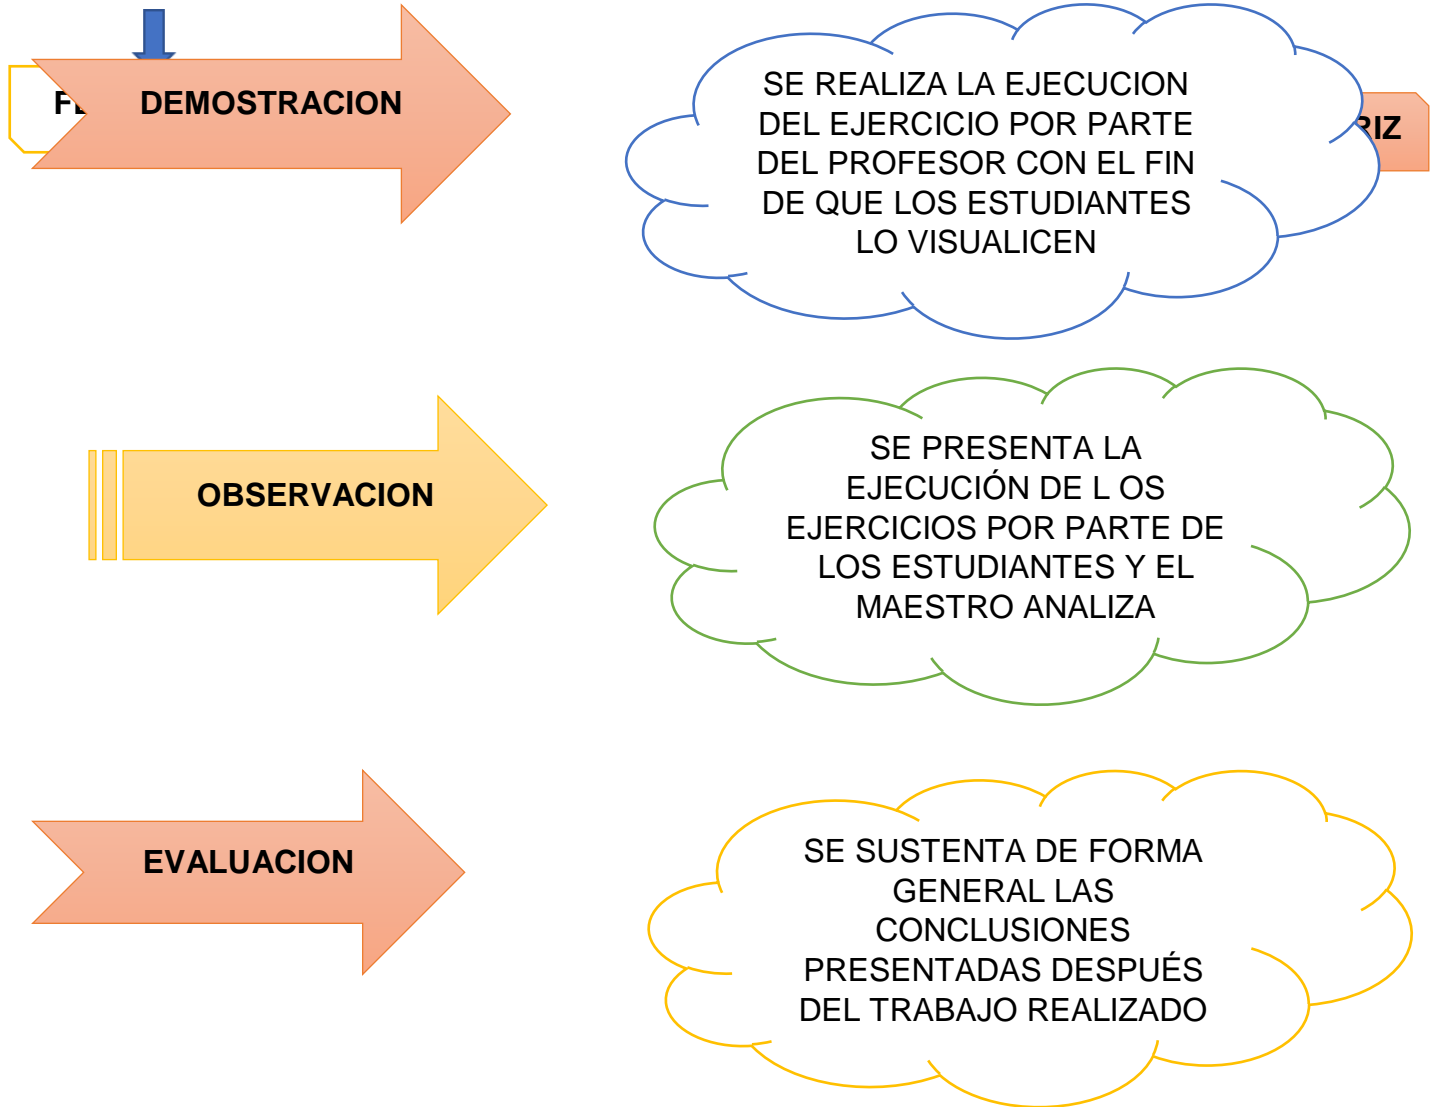 DEMOSTRACION
SE REALIZA LA EJECUCION
DEL EJERCICIO POR PARTE
DEL PROFESOR CON EL FIN
DE QUE LOS ESTUDIANTES
LO VISUALICEN
OBSERVACION
SE PRESENTA LA
EJECUCIÓN DE L OS
EJERCICIOS POR PARTE DE
LOS ESTUDIANTES Y EL
MAESTRO ANALIZA
EVALUACION
SE SUSTENTA DE FORMA
GENERAL LAS
CONCLUSIONES
PRESENTADAS DESPUÉS
DEL TRABAJO REALIZADO